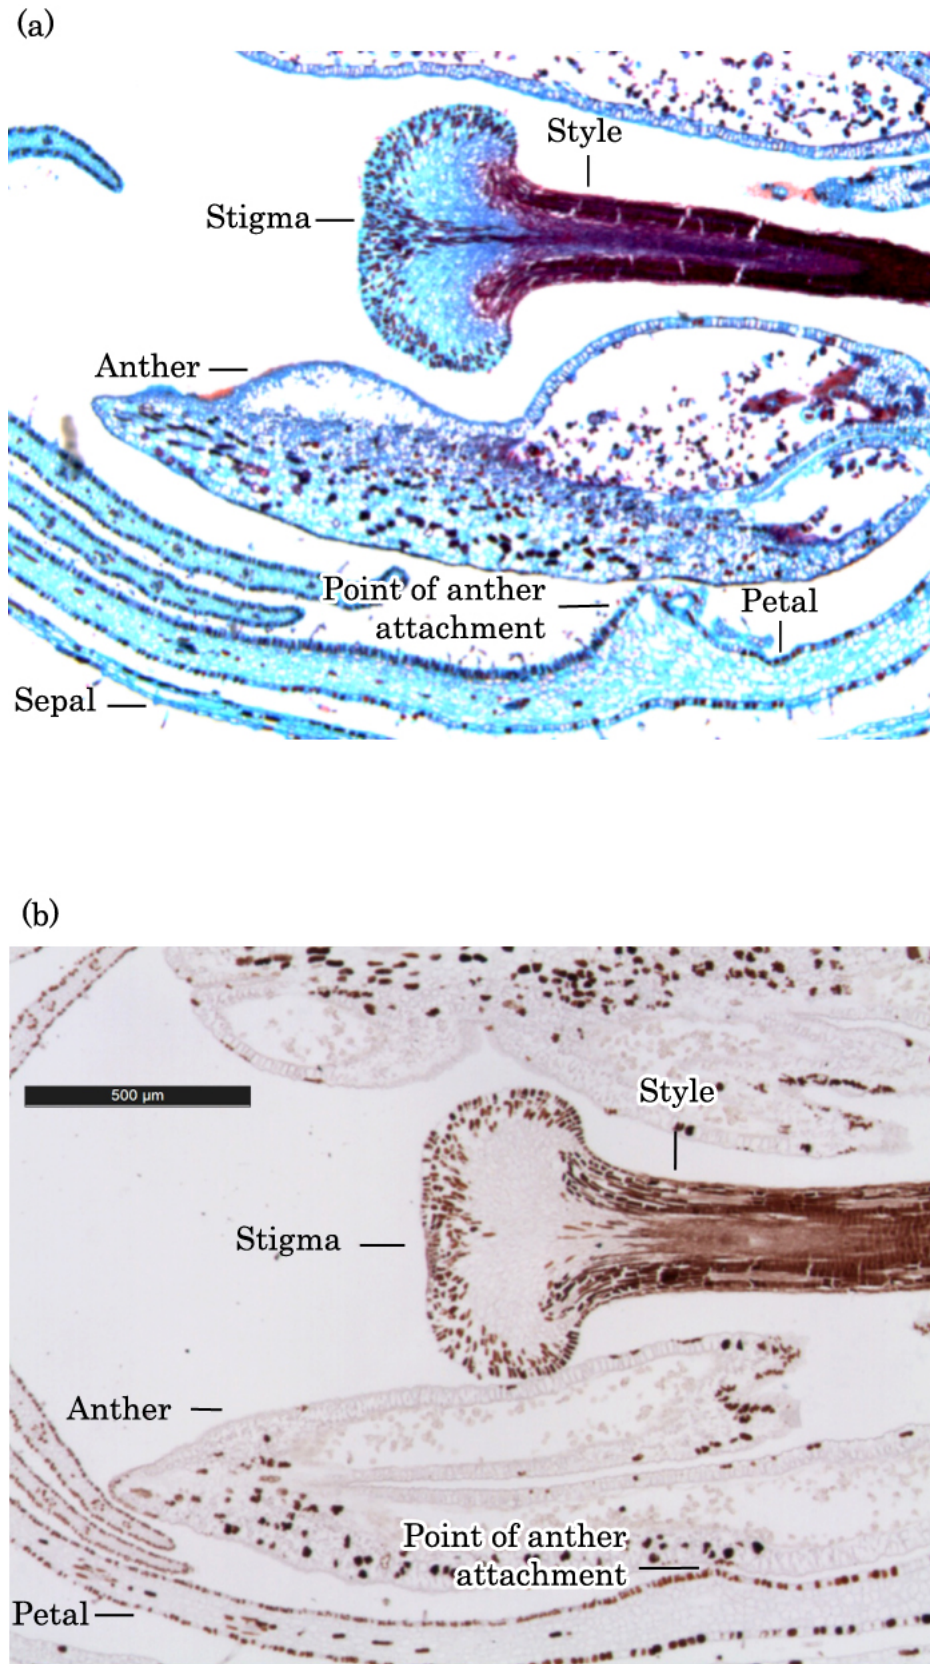 (a)
Style
Stigma
Anther
Point of anther
attachment
Petal
Sepal
(b)
500 µm
Style
Stigma
Anther
Point of anther
attachment
Petal